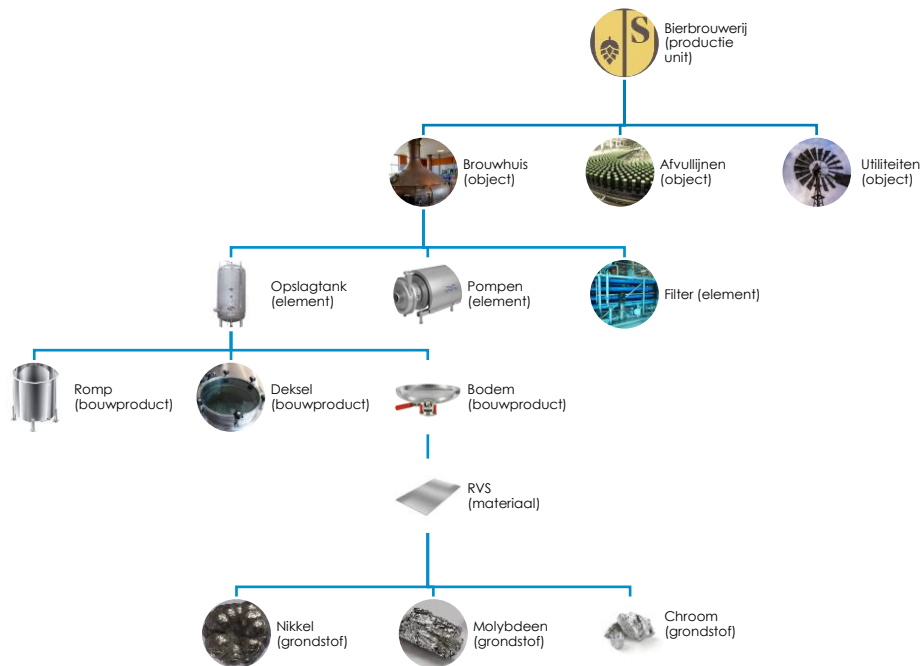 S
Bierbrouwerij
(productie
unit)
Brouwhuis
(object)
Afvullijnen
(object)
Utiliteiten
(object)
Opslagtank
(element)
Pompen
(element)
Filter (element)
Romp
(bouwproduct)
Deksel
(bouwproduct)
Bodem
(bouwproduct)
RVS
(materiaal)
Nikkel
(grondstof)
Molybdeen
(grondstof)
Chroom
(grondstof)